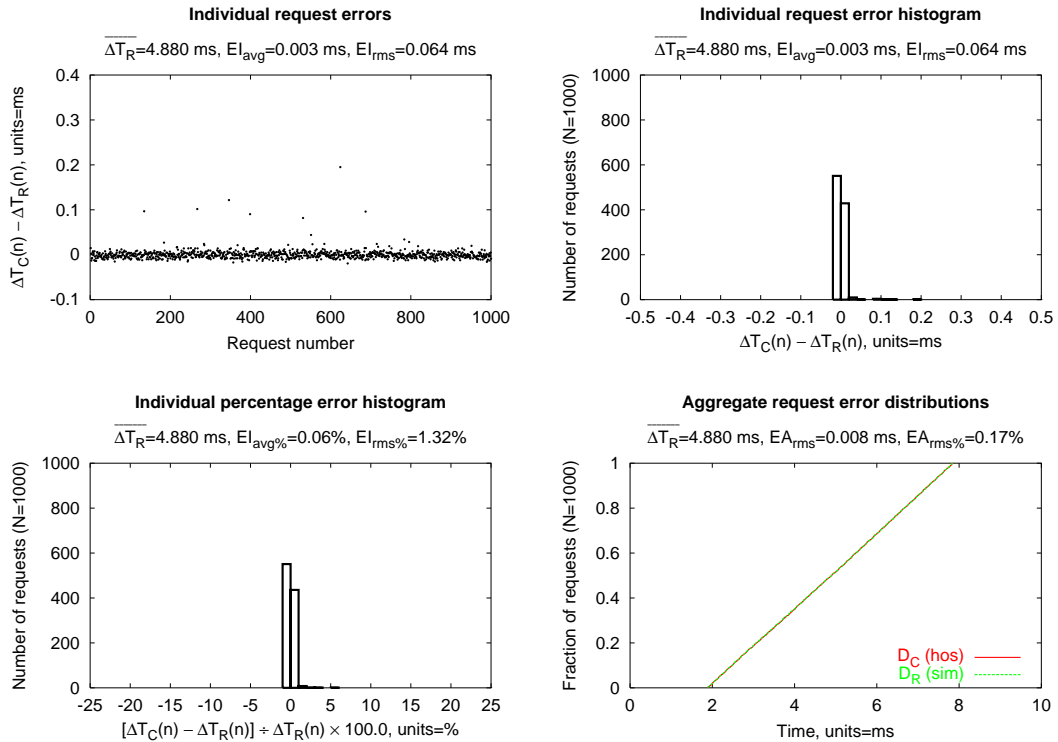 Individual request errors
ΔT_R=4.880 ms, EI_avg=0.003 ms, EI_rms=0.064 ms
ΔT_C(n) − ΔT_R(n), units=ms
0.4
0.3
0.2
0.1
0
-0.1
0 200 400 600 800 1000
Request number
Individual request error histogram
ΔT_R=4.880 ms, EI_avg=0.003 ms, EI_rms=0.064 ms
Number of requests (N=1000)
1000
800
600
400
200
0
-0.5 -0.4 -0.3 -0.2 -0.1 0 0.1 0.2 0.3 0.4 0.5
ΔT_C(n) − ΔT_R(n), units=ms
Individual percentage error histogram
ΔT_R=4.880 ms, EI_avg%=0.06%, EI_rms%=1.32%
Number of requests (N=1000)
1000
800
600
400
200
0
-25 -20 -15 -10 -5 0 5 10 15 20 25
[ΔT_C(n) − ΔT_R(n)] ÷ ΔT_R(n) × 100.0, units=%
Aggregate request error distributions
ΔT_R=4.880 ms, EA_rms=0.008 ms, EA_rms%=0.17%
Fraction of requests (N=1000)
1
0.8
0.6
0.4
0.2
0
D_C (hos)
D_R (sim)
0 2 4 6 8 10
Time, units=ms